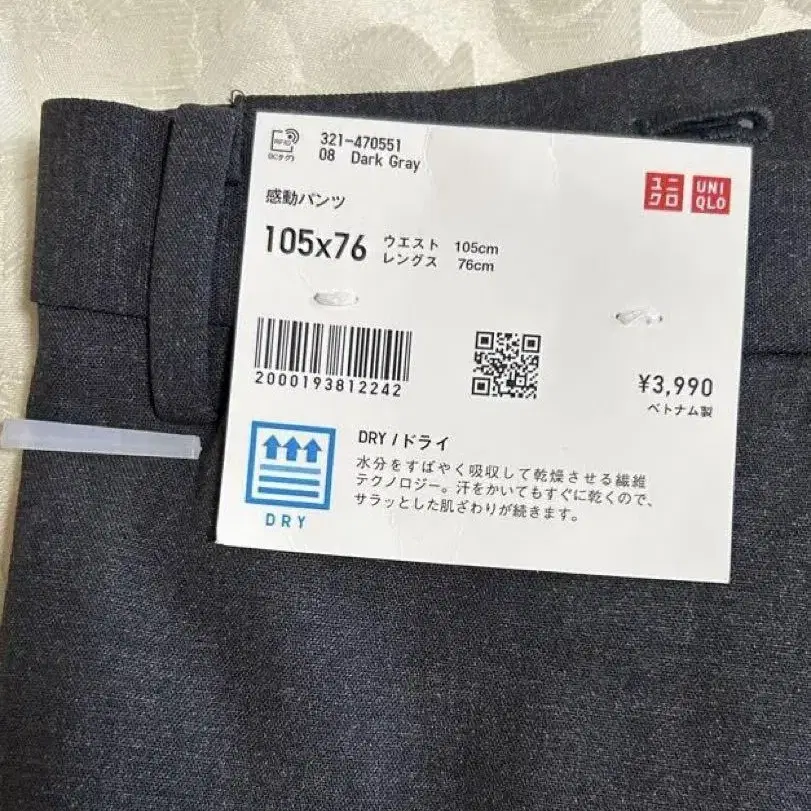 321-470551
08 Dark Gray
RFID
ICタグ
感動パンツ
ユニクロ
UNIQLO
105x76
ウエスト 105cm
レングス 76cm
2000193812242
¥3,990
ベトナム製
DRY / ドライ
水分をすばやく吸収して乾燥させる繊維
テクノロジー。汗をかいてもすぐに乾くので、
サラッとした肌ざわりが続きます。
DRY